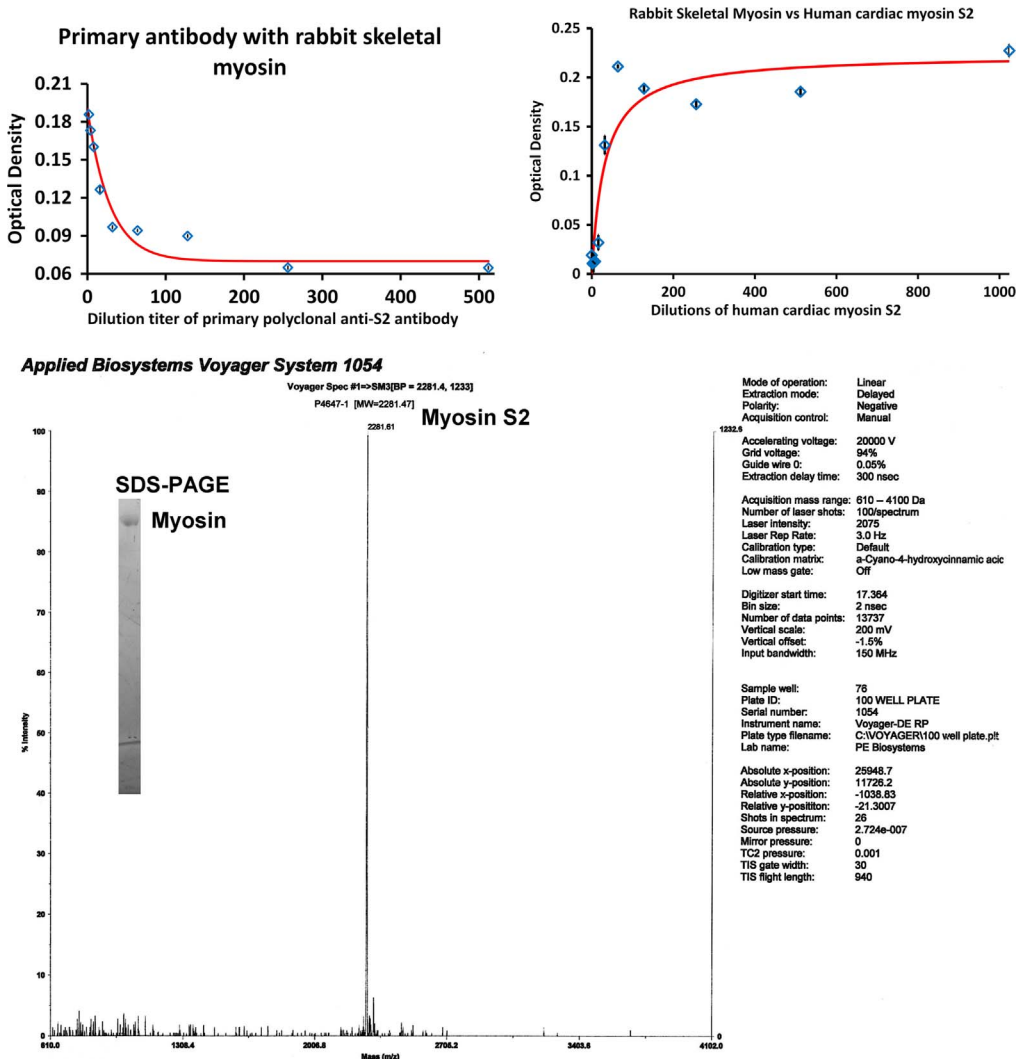 Primary antibody with rabbit skeletal
myosin
0.21
0.18
0.15
0.12
0.09
0.06
Optical Density
0
100
200
300
400
500
Dilution titer of primary polyclonal anti-S2 antibody
Rabbit Skeletal Myosin vs Human cardiac myosin S2
0.25
0.2
0.15
0.1
0.05
0
Optical Density
0
200
400
600
800
1000
Dilutions of human cardiac myosin S2
Applied Biosystems Voyager System 1054
Voyager Spec #1=>SM3[BP = 2281.4, 1233]
P4647-1 [MW=2281.47]
Myosin S2
2281.61
1232.6
SDS-PAGE
Myosin
100
90
80
70
60
50
40
30
20
10
0
% Intensity
0
610.0
1308.4
2006.8
2705.2
3403.6
4102.0
Mass (m/z)
Mode of operation: Linear
Extraction mode: Delayed
Polarity: Negative
Acquisition control: Manual
Accelerating voltage: 20000 V
Grid voltage: 94%
Guide wire 0: 0.05%
Extraction delay time: 300 nsec
Acquisition mass range: 610 – 4100 Da
Number of laser shots: 100/spectrum
Laser intensity: 2075
Laser Rep Rate: 3.0 Hz
Calibration type: Default
Calibration matrix: a-Cyano-4-hydroxycinnamic acic
Low mass gate: Off
Digitizer start time: 17.364
Bin size: 2 nsec
Number of data points: 13737
Vertical scale: 200 mV
Vertical offset: -1.5%
Input bandwidth: 150 MHz
Sample well: 76
Plate ID: 100 WELL PLATE
Serial number: 1054
Instrument name: Voyager-DE RP
Plate type filename: C:\VOYAGER\100 well plate.plt
Lab name: PE Biosystems
Absolute x-position: 25948.7
Absolute y-position: 11726.2
Relative x-position: -1038.83
Relative y-posititon: -21.3007
Shots in spectrum: 26
Source pressure: 2.724e-007
Mirror pressure: 0
TC2 pressure: 0.001
TIS gate width: 30
TIS flight length: 940